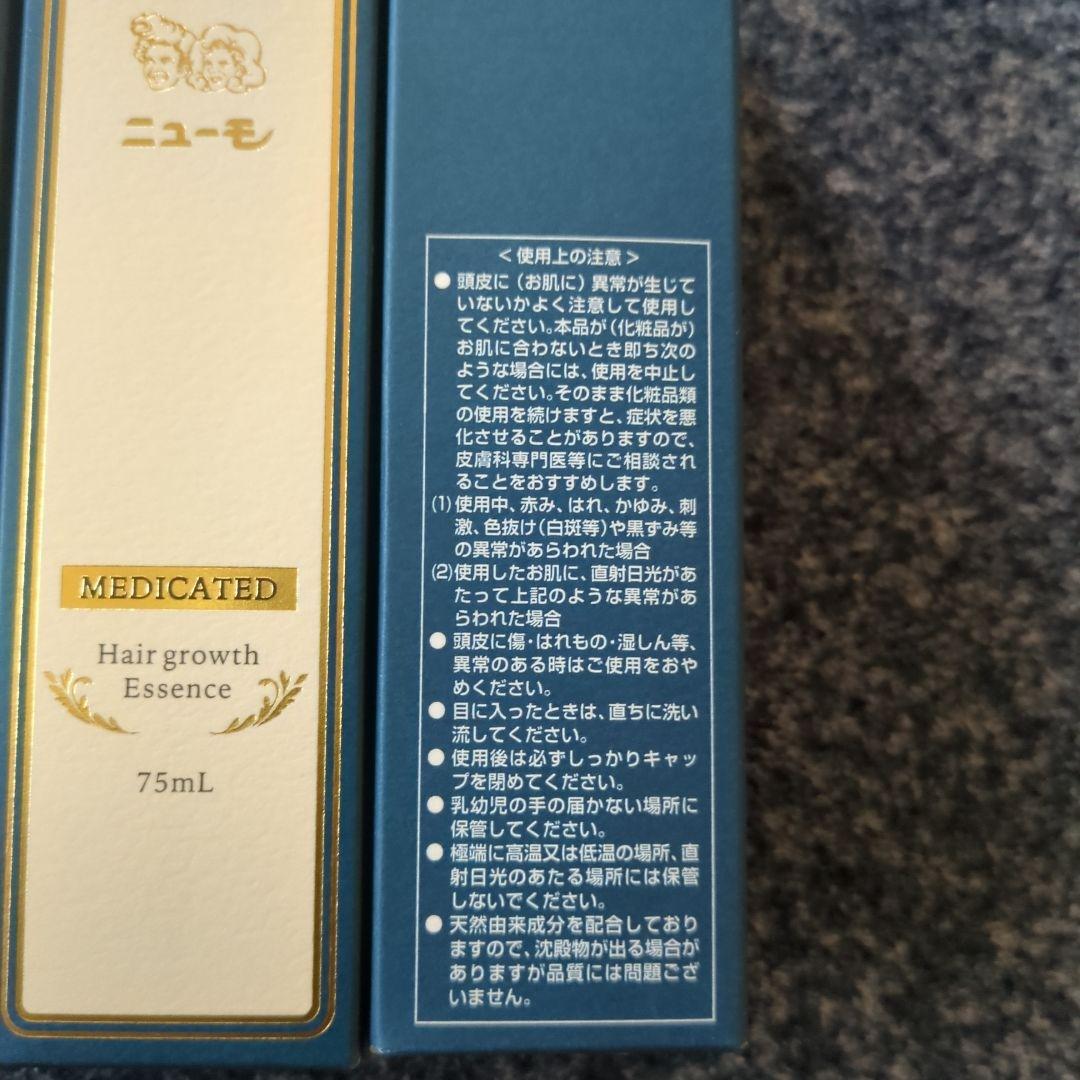 ニューモ
MEDICATED
Hair growth
Essence
75mL
<使用上の注意>
●頭皮に(お肌に)異常が生じて
いないかよく注意して使用し
てください。本品が(化粧品が)
お肌に合わないとき即ち次の
ような場合には、使用を中止し
てください。そのまま化粧品類
の使用を続けますと、症状を悪
化させることがありますので、
皮膚科専門医等にご相談され
ることをおすすめします。
(1)使用中、赤み、はれ、かゆみ、刺
激、色抜け(白斑等)や黒ずみ等
の異常があらわれた場合
(2)使用したお肌に、直射日光があ
たって上記のような異常があ
らわれた場合
●頭皮に傷・はれもの・湿しん等、
異常のある時はご使用をおや
めください。
●目に入ったときは、直ちに洗い
流してください。
●使用後は必ずしっかりキャッ
プを閉めてください。
●乳幼児の手の届かない場所に
保管してください。
●極端に高温又は低温の場所、直
射日光のあたる場所には保管
しないでください。
●天然由来成分を配合しており
ますので、沈殿物が出る場合が
ありますが品質には問題ござ
いません。